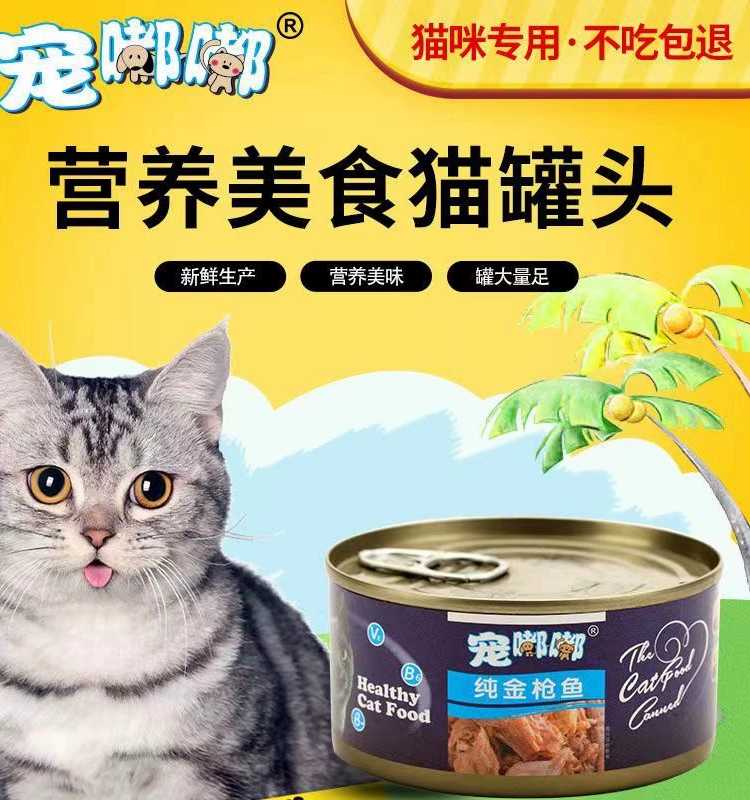 宠嘟嘟®
猫咪专用·不吃包退
营养美食猫罐头
新鲜生产
营养美味
罐大量足
宠嘟嘟®
纯金枪鱼
Healthy
Cat Food
B6
The
Cat Food
Canned